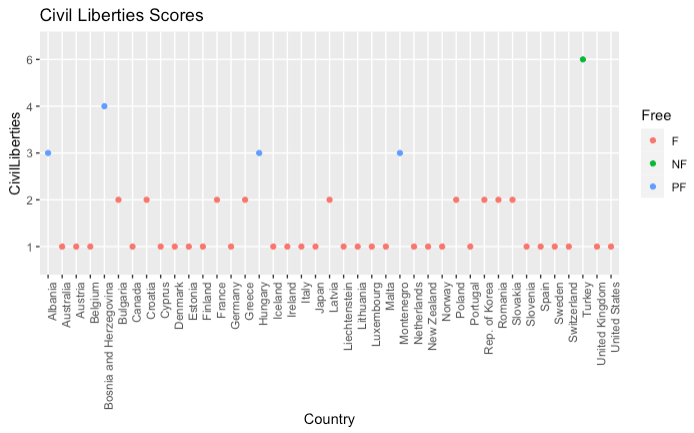 Civil Liberties Scores
CivilLiberties
6
4
3
2
1
Free
F
NF
PF
Albania
Australia
Austria
Belgium
Bosnia and Herzegovina
Bulgaria
Canada
Croatia
Cyprus
Denmark
Estonia
Finland
France
Germany
Greece
Hungary
Iceland
Ireland
Italy
Japan
Latvia
Liechtenstein
Lithuania
Luxembourg
Malta
Montenegro
Netherlands
New Zealand
Norway
Poland
Portugal
Rep. of Korea
Romania
Slovakia
Slovenia
Spain
Sweden
Switzerland
Turkey
United Kingdom
United States
Country